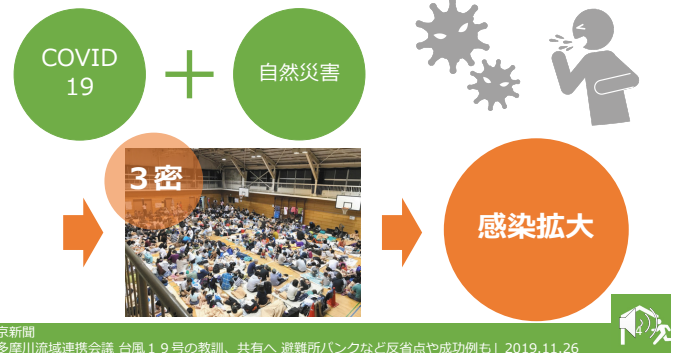 COVID
19
自然災害
3密
感染拡大
京新聞
多摩川流域連携会議 台風19号の教訓、共有へ 避難所パンクなど反省点や成功例も」2019.11.26
4